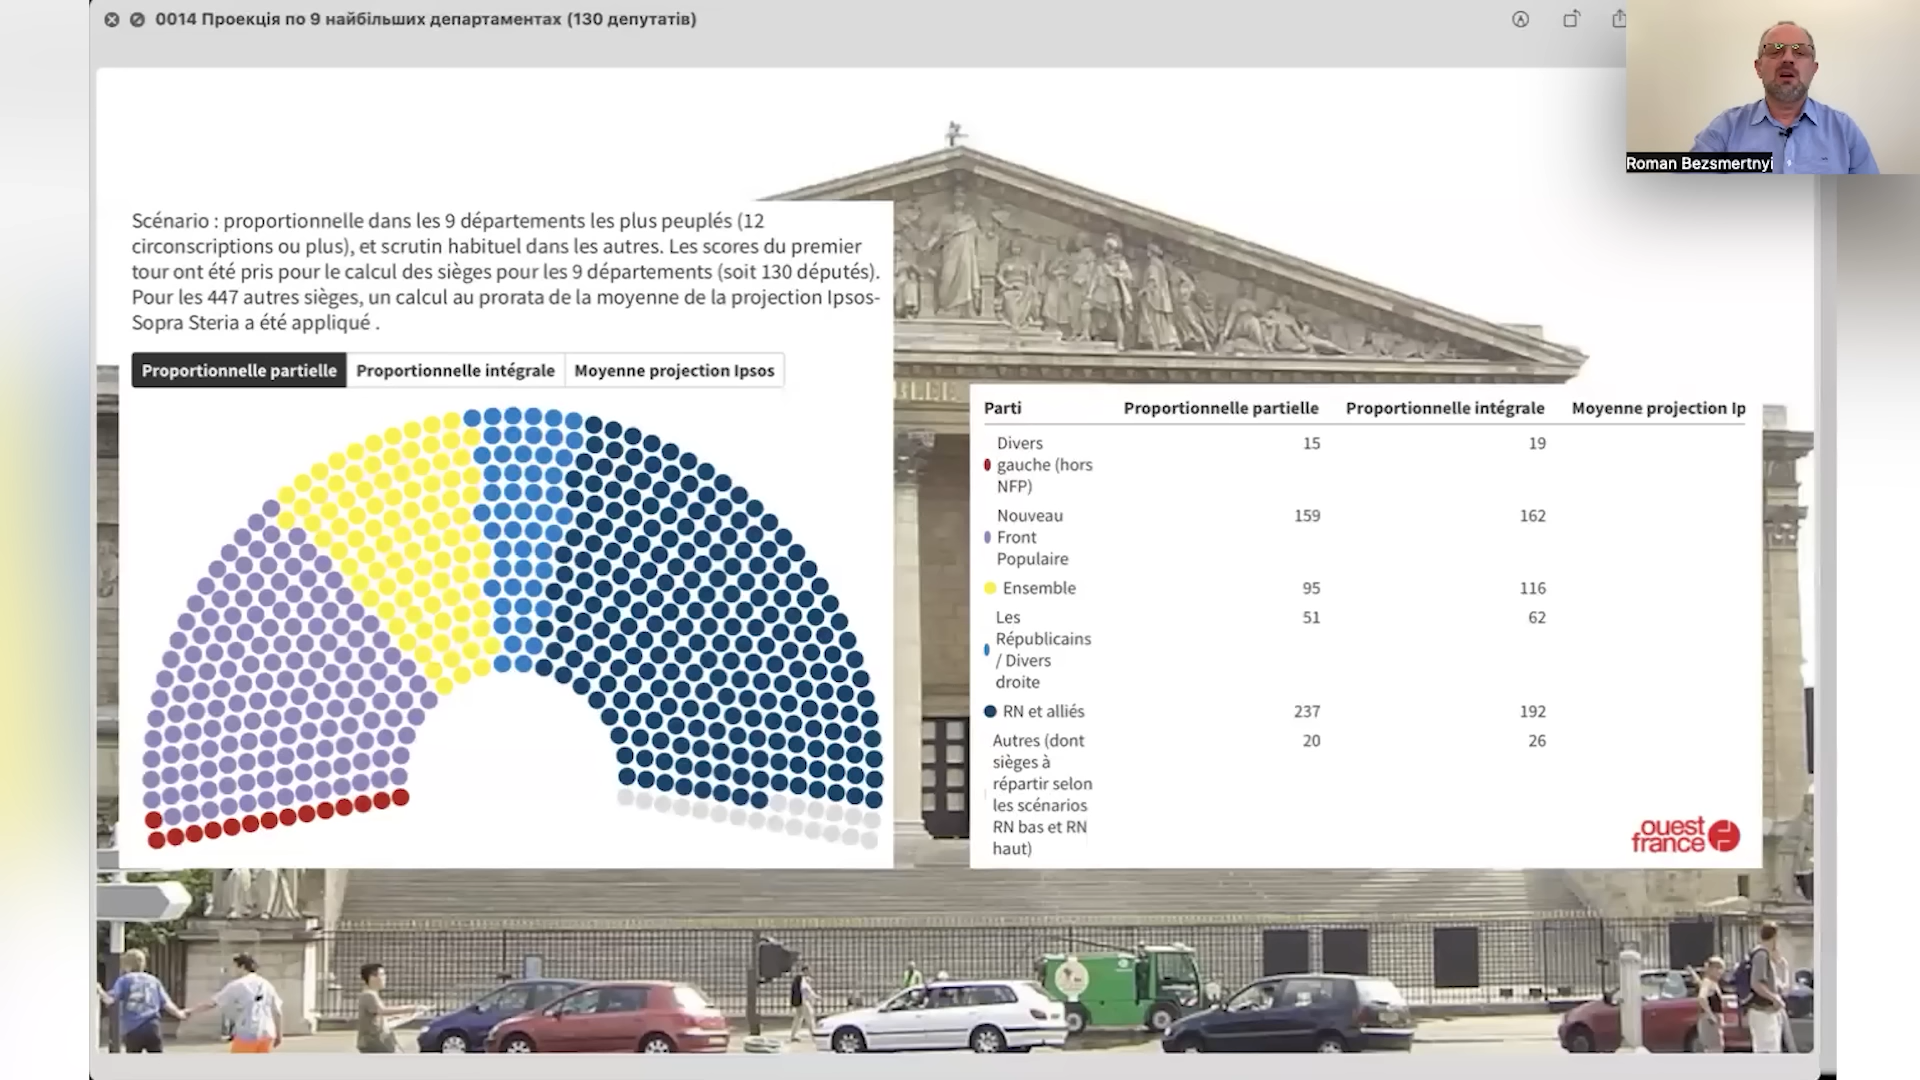 0014 Проекція по 9 найбільших департаментах (130 депутатів)
Roman Bezsmertnyi
Scénario : proportionnelle dans les 9 départements les plus peuplés (12
circonscriptions ou plus), et scrutin habituel dans les autres. Les scores du premier
tour ont été pris pour le calcul des sièges pour les 9 départements (soit 130 députés).
Pour les 447 autres sièges, un calcul au prorata de la moyenne de la projection Ipsos-
Sopra Steria a été appliqué .
Proportionnelle partielle Proportionnelle intégrale Moyenne projection Ipsos
Parti Proportionnelle partielle Proportionnelle intégrale Moyenne projection Ip
Divers 15 19
gauche (hors
NFP)
Nouveau 159 162
Front
Populaire
Ensemble 95 116
Les 51 62
Républicains
/ Divers
droite
RN et alliés 237 192
Autres (dont 20 26
sièges à
répartir selon
les scénarios
RN bas et RN
haut)
ouest
france